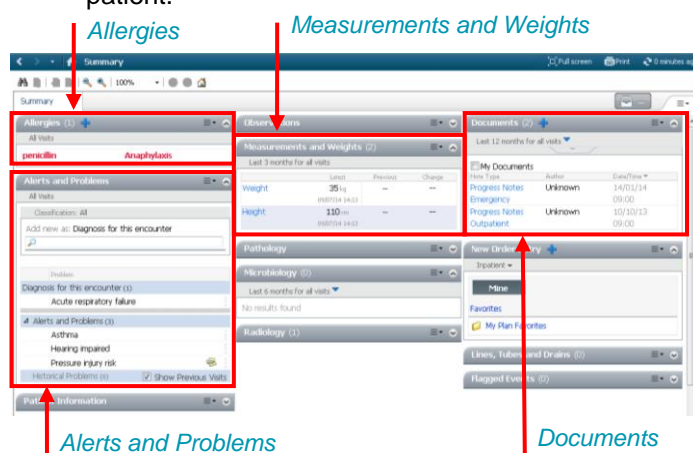 patient.
Allergies
Measurements and Weights
Summary
Full screen
Print
0 minutes ag
100%
Summary
Allergies (1)
All Visits
penicillin Anaphylaxis
Alerts and Problems
All Visits
Classification: All
Add new as: Diagnosis for this encounter
Problem
Diagnosis for this encounter (1)
Acute respiratory failure
Alerts and Problems (3)
Asthma
Hearing impaired
Pressure injury risk
Historical Problems (0) Show Previous Visits
Information
Observations
Measurements and Weights (2)
Last 3 months for all visits
Latest Previous Change
Weight 35 kg -- --
Height 110 cm -- --
Pathology
Microbiology (0)
Last 6 months for all visits
No results found
Radiology (1)
Documents (2)
Last 12 months for all visits
My Documents
Note Type Author Date/Time
Progress Notes Unknown 14/01/14
Emergency 09:00
Progress Notes Unknown 10/10/13
Outpatient 09:00
New Order
Inpatient
Mine
Favorites
My Plan Favorites
Lines, Tubes and Drains (0)
Flagged Events (0)
Alerts and Problems
Documents